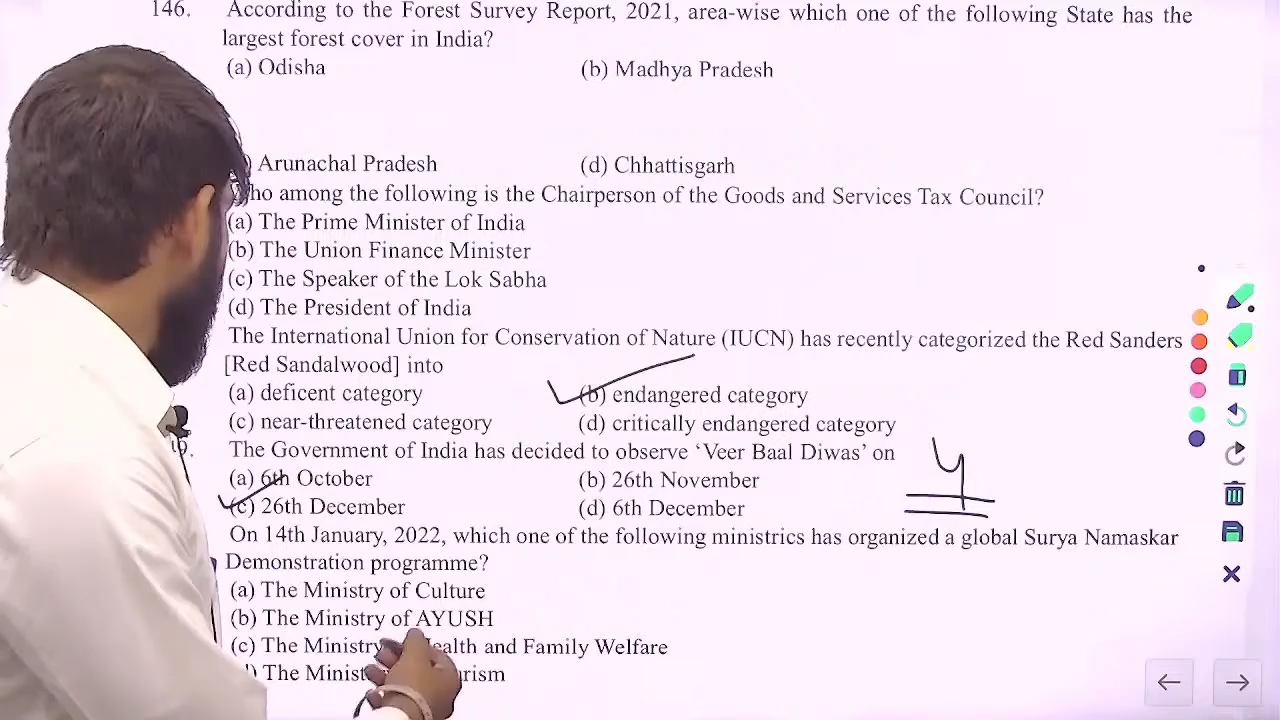 146. According to the Forest Survey Report, 2021, area-wise which one of the following State has the
largest forest cover in India?
(a) Odisha (b) Madhya Pradesh
Arunachal Pradesh (d) Chhattisgarh
ho among the following is the Chairperson of the Goods and Services Tax Council?
(a) The Prime Minister of India
(b) The Union Finance Minister
(c) The Speaker of the Lok Sabha
(d) The President of India
The International Union for Conservation of Nature (IUCN) has recently categorized the Red Sanders
[Red Sandalwood] into
(a) deficent category (b) endangered category
(c) near-threatened category (d) critically endangered category
9. The Government of India has decided to observe ‘Veer Baal Diwas’ on
(a) 6th October (b) 26th November
(c) 26th December (d) 6th December
4
On 14th January, 2022, which one of the following ministrics has organized a global Surya Namaskar
Demonstration programme?
(a) The Ministry of Culture
(b) The Ministry of AYUSH
(c) The Ministry ealth and Family Welfare
) The Minist rism